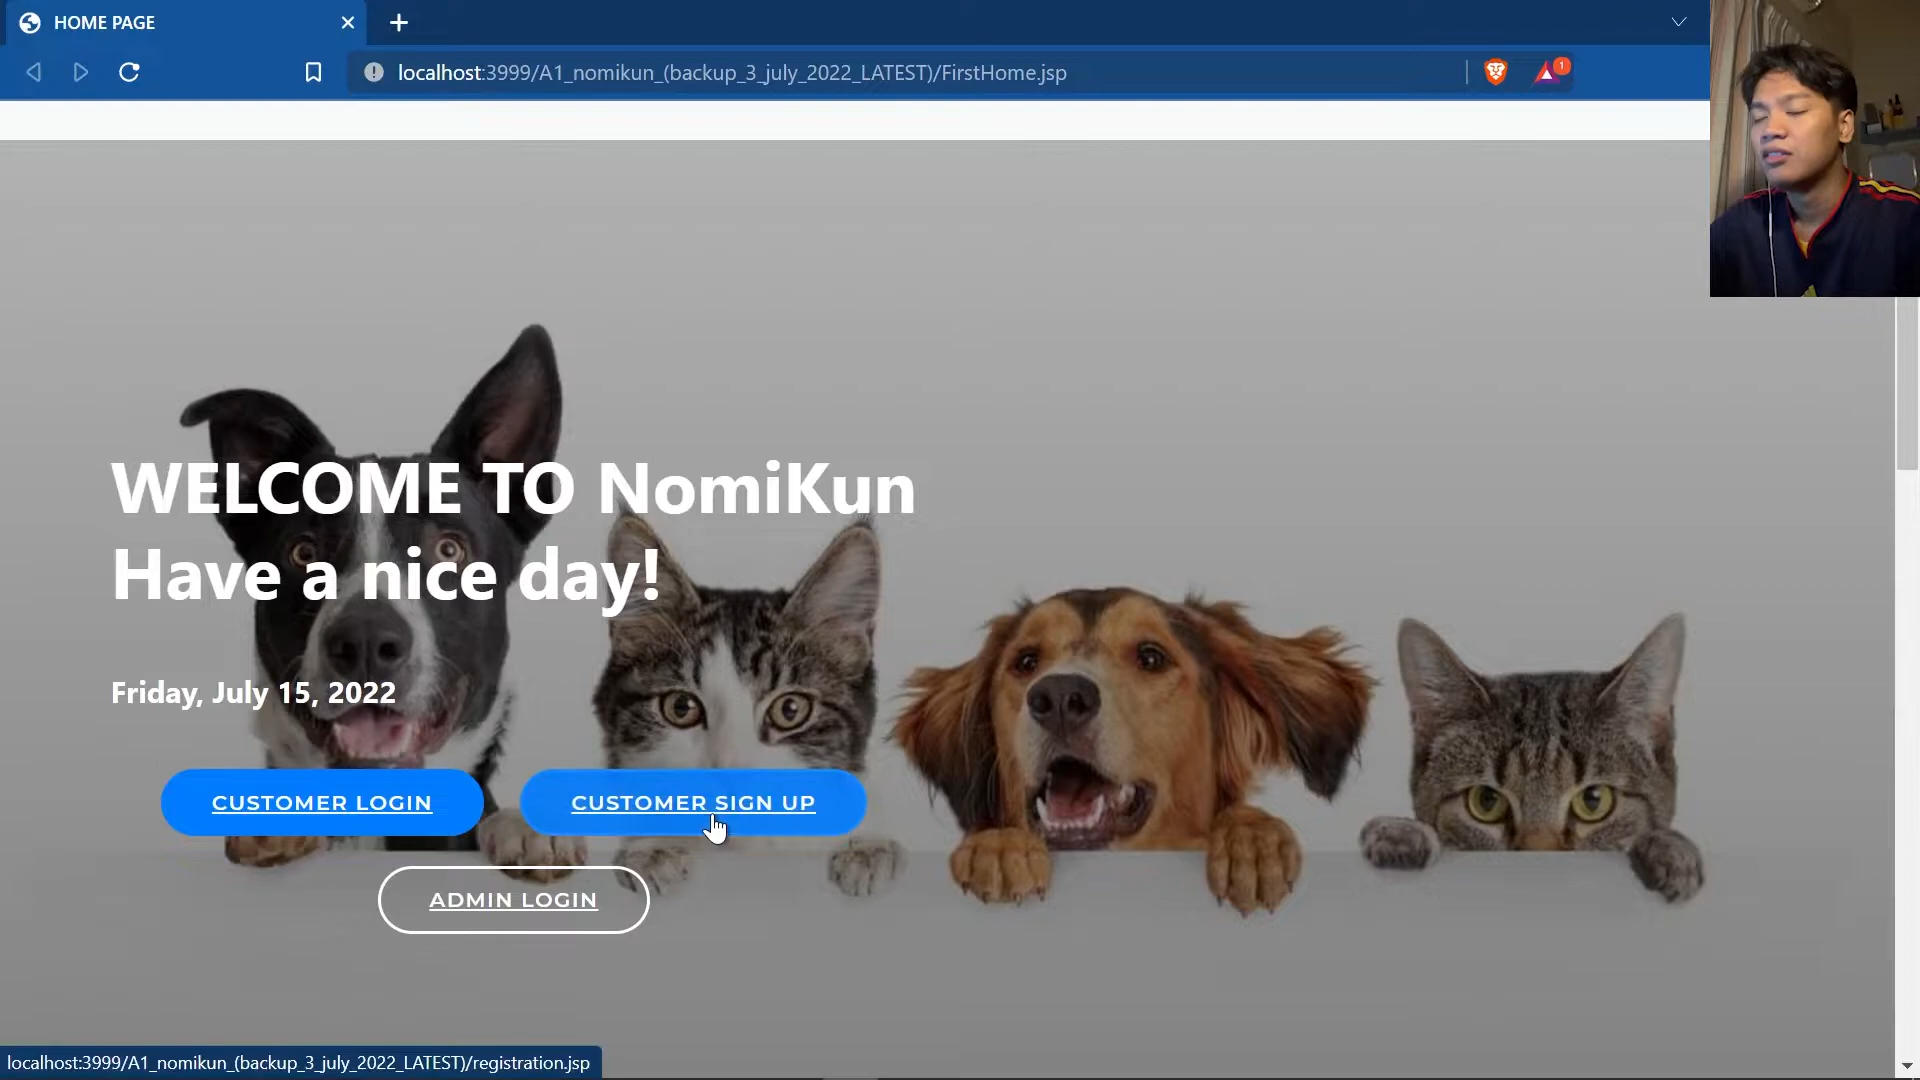 HOME PAGE
localhost:3999/A1_nomikun_(backup_3_july_2022_LATEST)/FirstHome.jsp
1
WELCOME TO NomiKun
Have a nice day!
Friday, July 15, 2022
CUSTOMER LOGIN
CUSTOMER SIGN UP
ADMIN LOGIN
localhost:3999/A1_nomikun_(backup_3_july_2022_LATEST)/registration.jsp